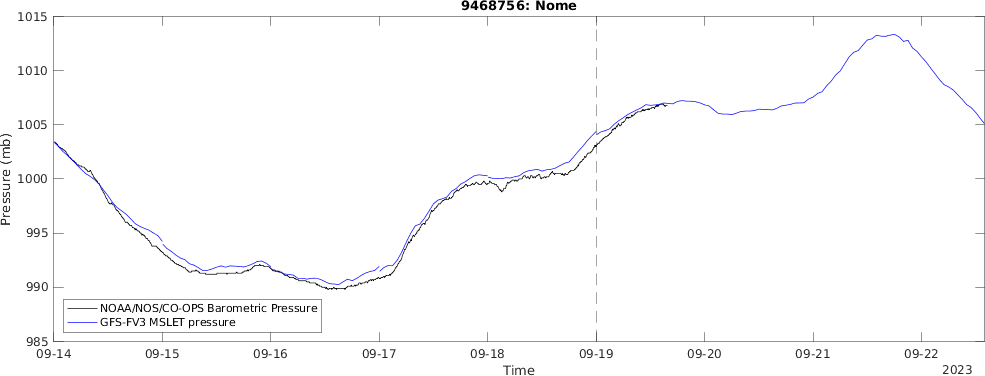 9468756: Nome
1015
1010
1005
1000
995
990
985
Pressure (mb)
NOAA/NOS/CO-OPS Barometric Pressure
GFS-FV3 MSLET pressure
09-14 09-15 09-16 09-17 09-18 09-19 09-20 09-21 09-22
Time
2023